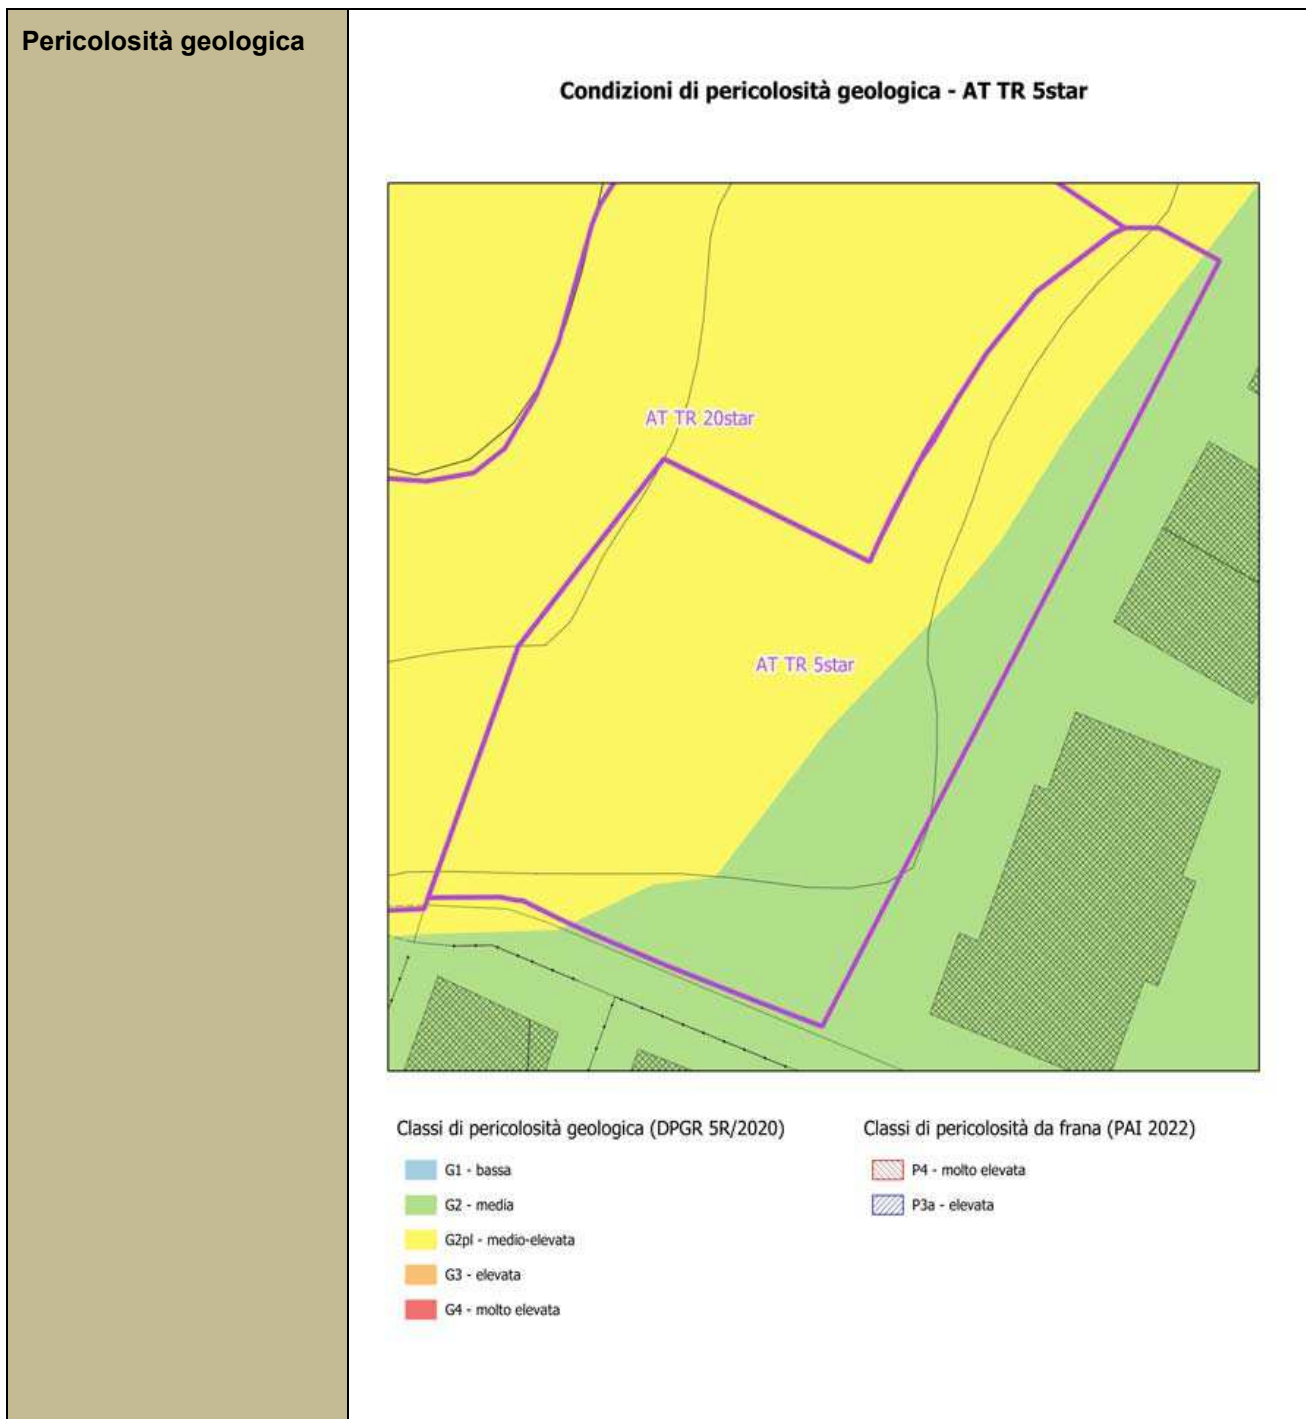 Pericolosità geologica
Condizioni di pericolosità geologica - AT TR 5star
AT TR 20star
AT TR 5star
Classi di pericolosità geologica (DPGR 5R/2020)
G1 - bassa
G2 - media
G2pl - medio-elevata
G3 - elevata
G4 - molto elevata
Classi di pericolosità da frana (PAI 2022)
P4 - molto elevata
P3a - elevata